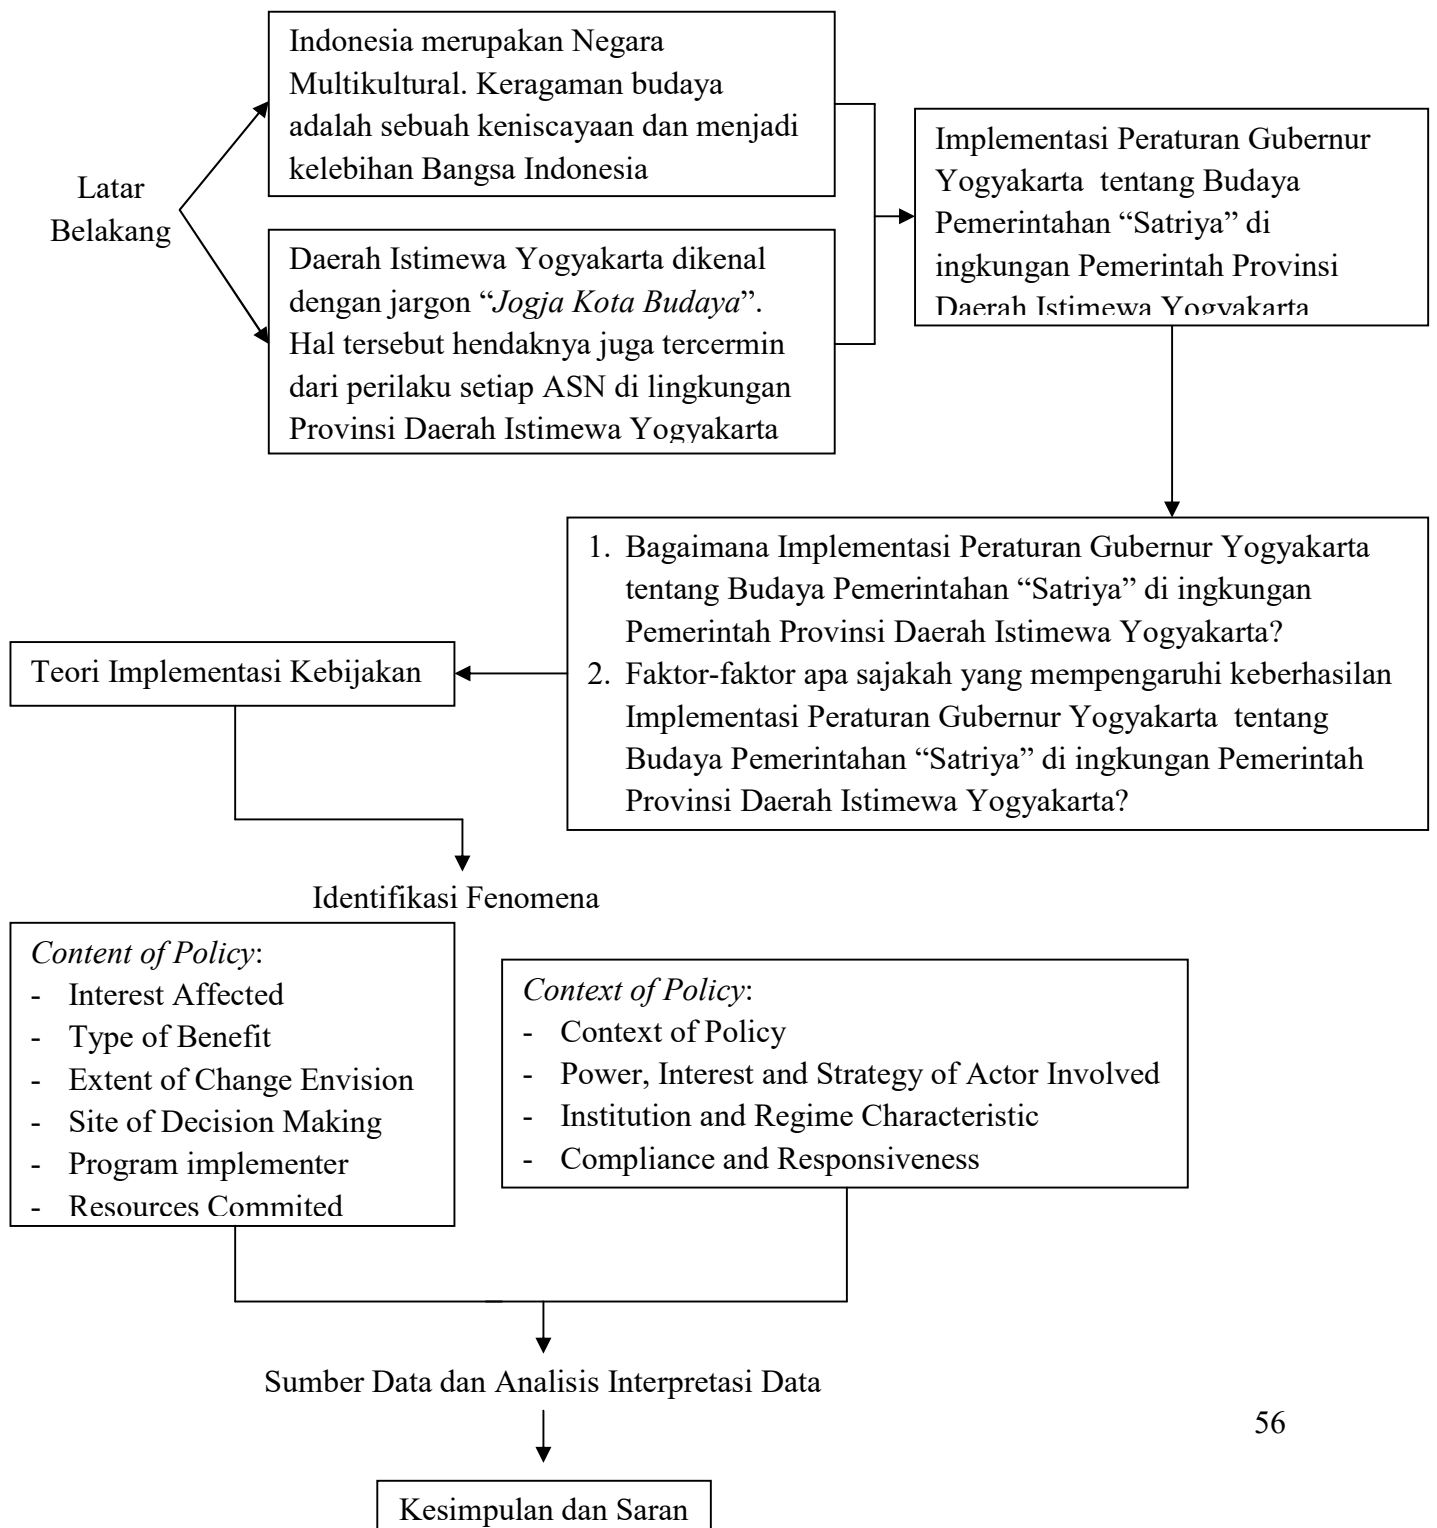 Latar
Belakang
Indonesia merupakan Negara
Multikultural. Keragaman budaya
adalah sebuah keniscayaan dan menjadi
kelebihan Bangsa Indonesia
Daerah Istimewa Yogyakarta dikenal
dengan jargon “Jogja Kota Budaya”.
Hal tersebut hendaknya juga tercermin
dari perilaku setiap ASN di lingkungan
Provinsi Daerah Istimewa Yogyakarta
Implementasi Peraturan Gubernur
Yogyakarta  tentang Budaya
Pemerintahan “Satriya” di
ingkungan Pemerintah Provinsi
Daerah Istimewa Yogyakarta
1. Bagaimana Implementasi Peraturan Gubernur Yogyakarta
tentang Budaya Pemerintahan “Satriya” di ingkungan
Pemerintah Provinsi Daerah Istimewa Yogyakarta?
2. Faktor-faktor apa sajakah yang mempengaruhi keberhasilan
Implementasi Peraturan Gubernur Yogyakarta  tentang
Budaya Pemerintahan “Satriya” di ingkungan Pemerintah
Provinsi Daerah Istimewa Yogyakarta?
Teori Implementasi Kebijakan
Identifikasi Fenomena
Content of Policy:
- Interest Affected
- Type of Benefit
- Extent of Change Envision
- Site of Decision Making
- Program implementer
- Resources Commited
Context of Policy:
- Context of Policy
- Power, Interest and Strategy of Actor Involved
- Institution and Regime Characteristic
- Compliance and Responsiveness
Sumber Data dan Analisis Interpretasi Data
56
Kesimpulan dan Saran